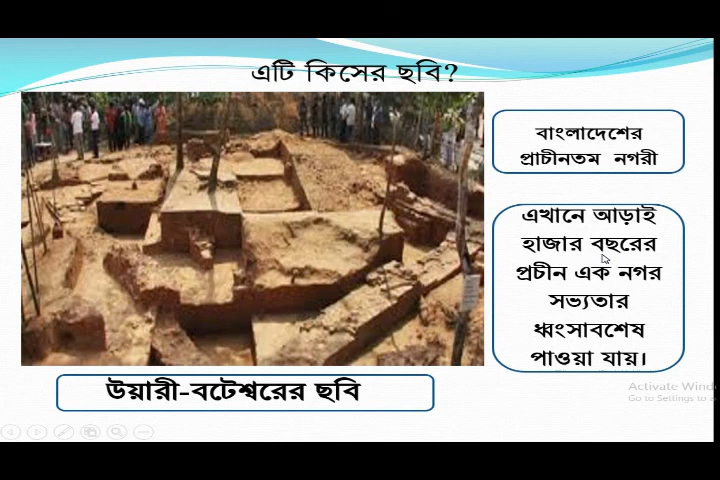 এটি কিসের ছবি?
বাংলাদেশের
প্রাচীনতম নগরী
এখানে আড়াই
হাজার বছরের
প্রচীন এক নগর
সভ্যতার
ধ্বংসাবশেষ
পাওয়া যায়।
উয়ারী-বটেশ্বরের ছবি
Activate Wind
Go to Settings to a